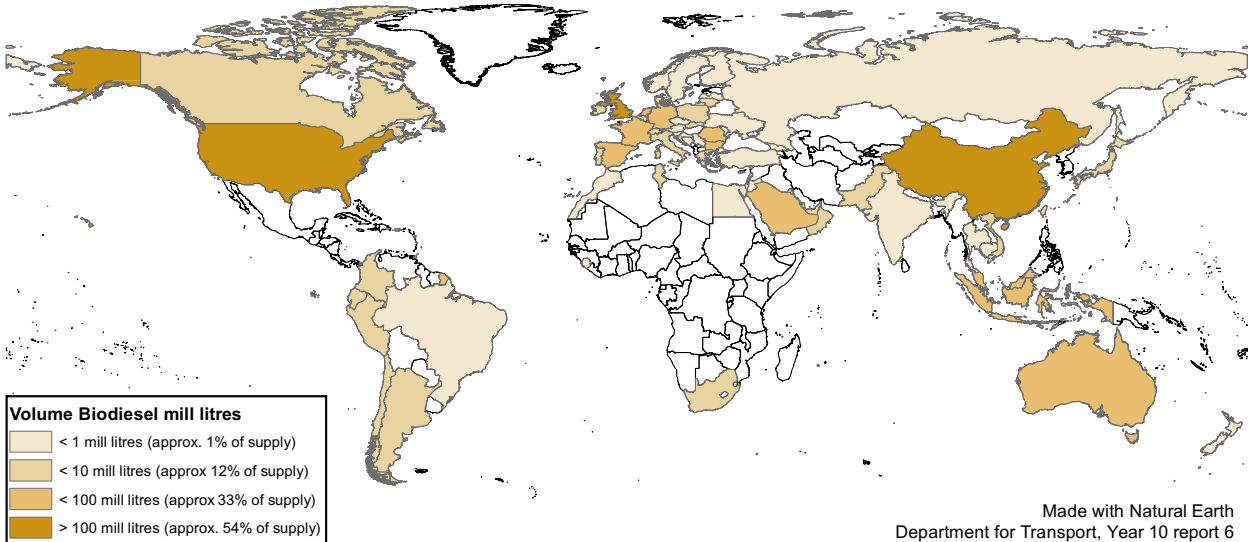 Volume Biodiesel mill litres
< 1 mill litres (approx. 1% of supply)
< 10 mill litres (approx 12% of supply)
< 100 mill litres (approx 33% of supply)
> 100 mill litres (approx. 54% of supply)
Made with Natural Earth
Department for Transport, Year 10 report 6